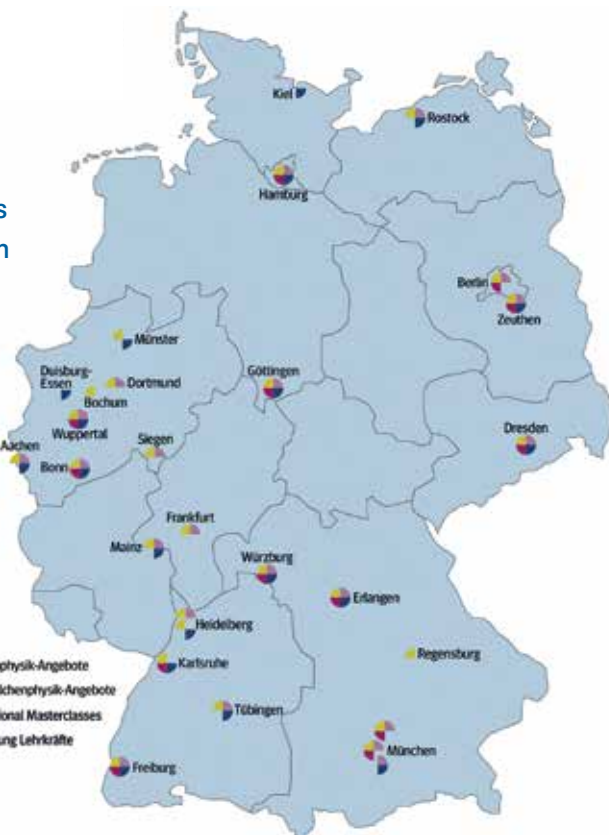 s
n
Kiel
Rostock
Hamburg
Berlin
Zeuthen
Münster
Duisburg-
Essen
Dortmund
Bochum
Göttingen
Wuppertal
Dresden
Aachen
Siegen
Bonn
Frankfurt
Mainz
Würzburg
Erlangen
Heidelberg
Regensburg
Karlsruhe
physik-Angebote
lchenphysik-Angebote
Tübingen
ional Masterclasses
München
ung Lehrkräfte
Freiburg